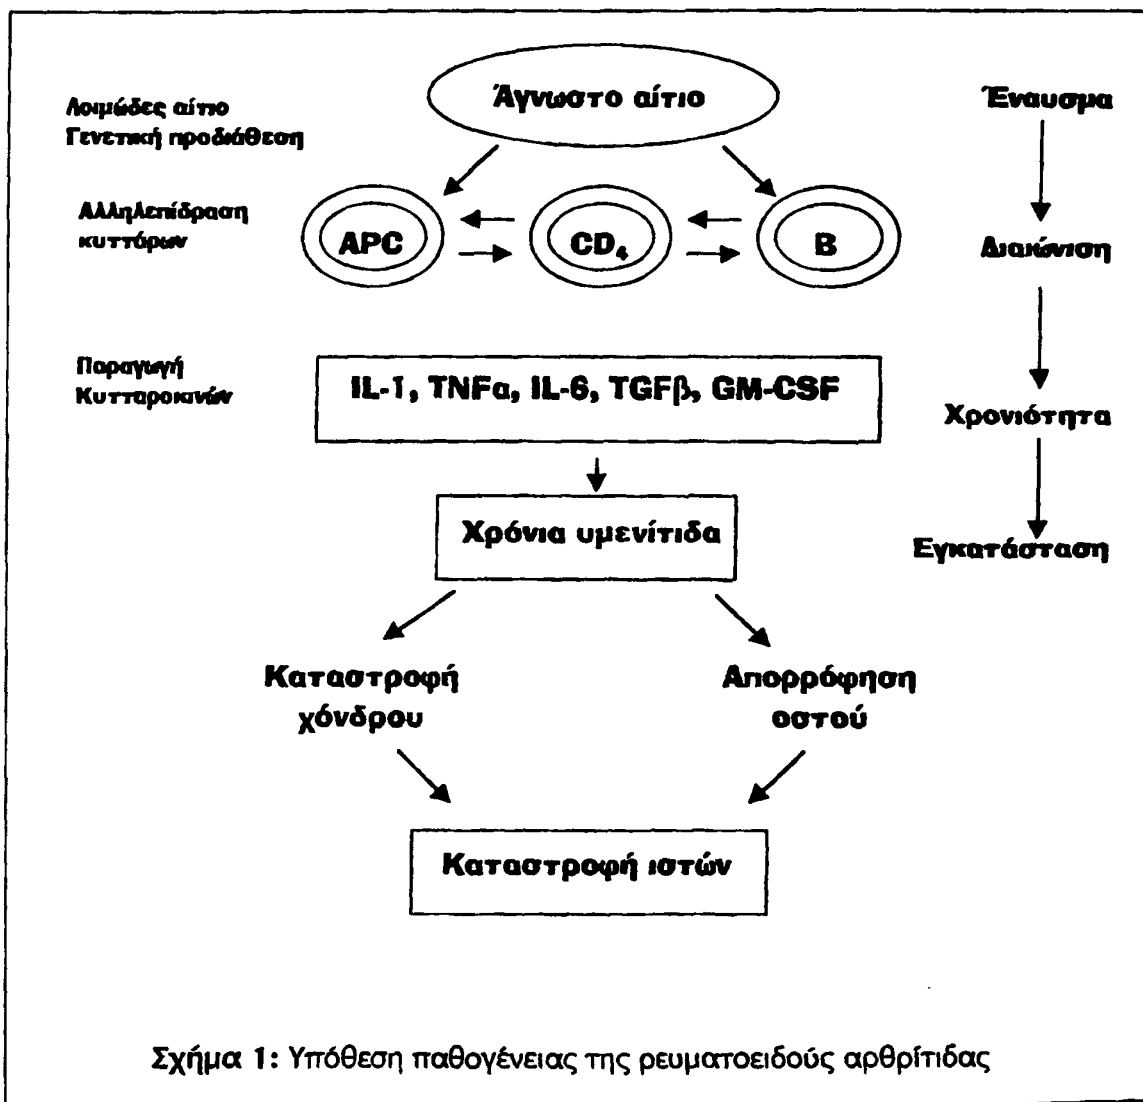 Άγνωστο αίτιο
Λοιμώδες αίτιο
Γενετική προδιάθεση
Έναυσμα
Αλληλεπίδραση
κυττάρων
APC
CD₄
B
Διαιώνιση
Παραγωγή
Κυτταροκινών
IL-1, TNFα, IL-6, TGFβ, GM-CSF
Χρονιότητα
Χρόνια υμενίτιδα
Εγκατάσταση
Καταστροφή
χόνδρου
Απορρόφηση
οστού
Καταστροφή ιστών
Σχήμα 1: Υπόθεση παθογένειας της ρευματοειδούς αρθρίτιδας